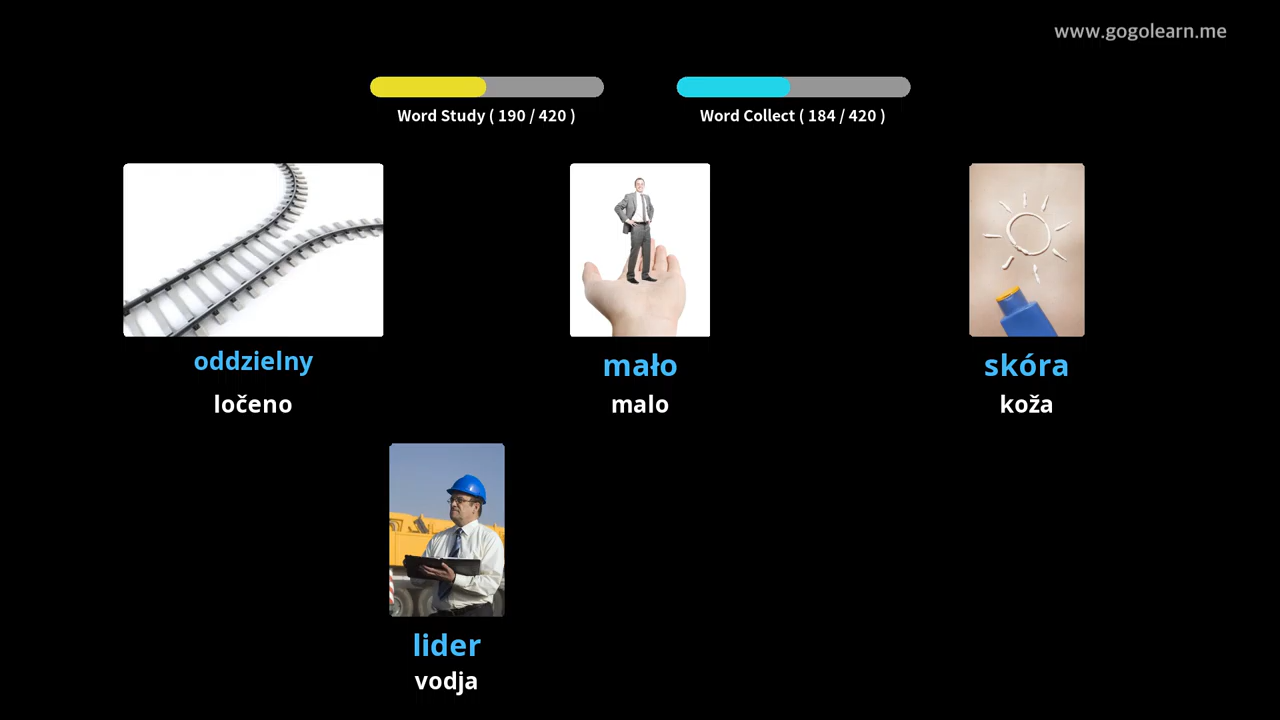 www.gogolearn.me
Word Study ( 190 / 420 )
Word Collect ( 184 / 420 )
oddzielny
ločeno
mało
malo
skóra
koža
lider
vodja